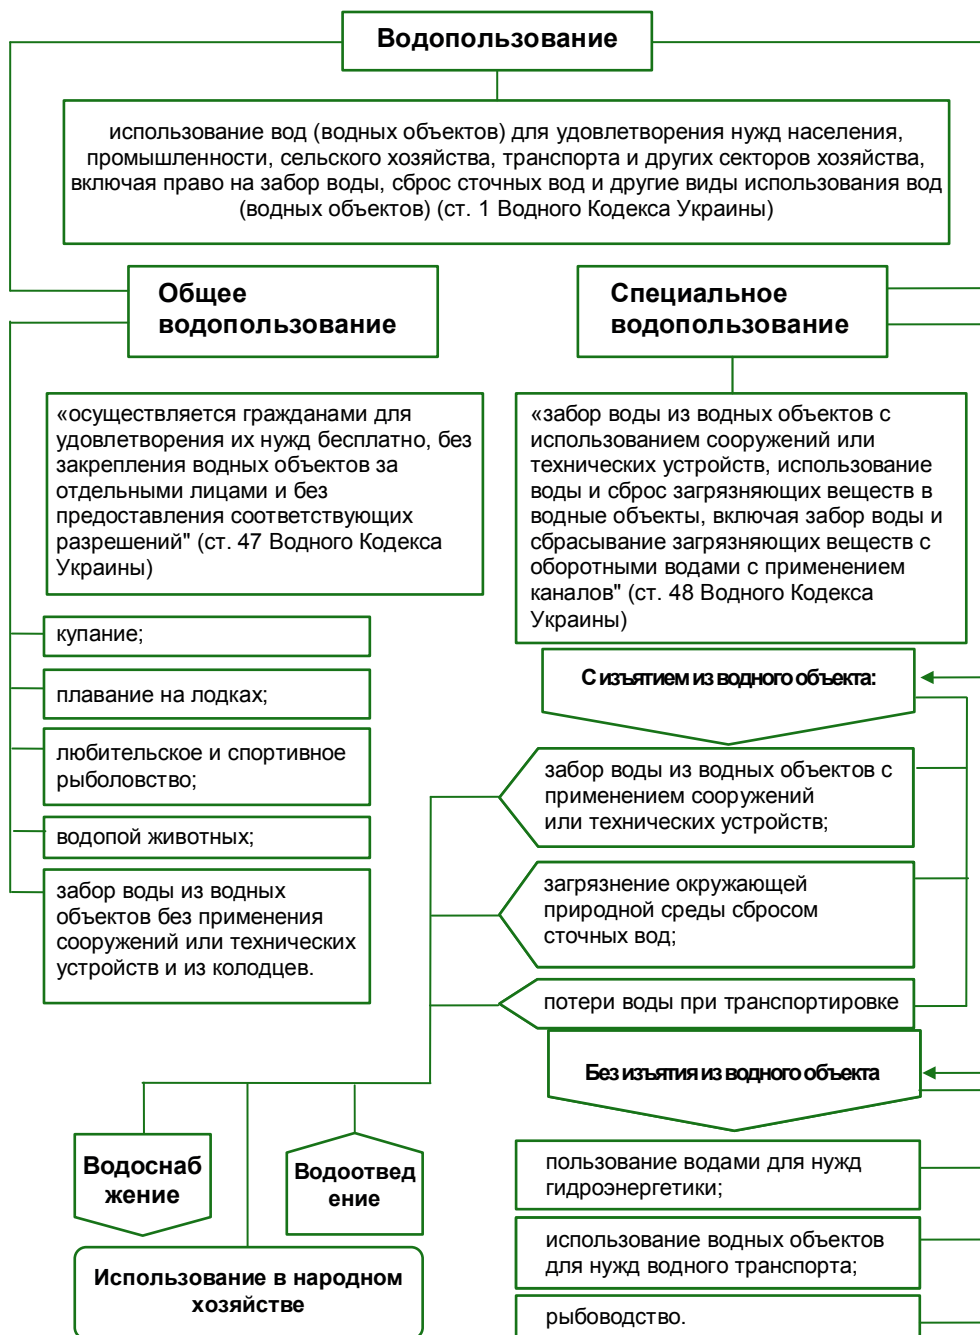 Водопользование
использование вод (водных объектов) для удовлетворения нужд населения,
промышленности, сельского хозяйства, транспорта и других секторов хозяйства,
включая право на забор воды, сброс сточных вод и другие виды использования вод
(водных объектов) (ст. 1 Водного Кодекса Украины)
Общее
водопользование
«осуществляется гражданами для
удовлетворения их нужд бесплатно, без
закрепления водных объектов за
отдельными лицами и без
предоставления соответствующих
разрешений" (ст. 47 Водного Кодекса
Украины)
купание;
плавание на лодках;
любительское и спортивное
рыболовство;
водопой животных;
забор воды из водных
объектов без применения
сооружений или технических
устройств и из колодцев.
Специальное
водопользование
«забор воды из водных объектов с
использованием сооружений или
технических устройств, использование
воды и сброс загрязняющих веществ в
водные объекты, включая забор воды и
сбрасывание загрязняющих веществ с
оборотными водами с применением
каналов" (ст. 48 Водного Кодекса
Украины)
С изъятием из водного объекта:
забор воды из водных объектов с
применением сооружений
или технических устройств;
загрязнение окружающей
природной среды сбросом
сточных вод;
потери воды при транспортировке
Без изъятия из водного объекта
пользование водами для нужд
гидроэнергетики;
использование водных объектов
для нужд водного транспорта;
рыбоводство.
Водоснаб
жение
Водоотвед
ение
Использование в народном
хозяйстве